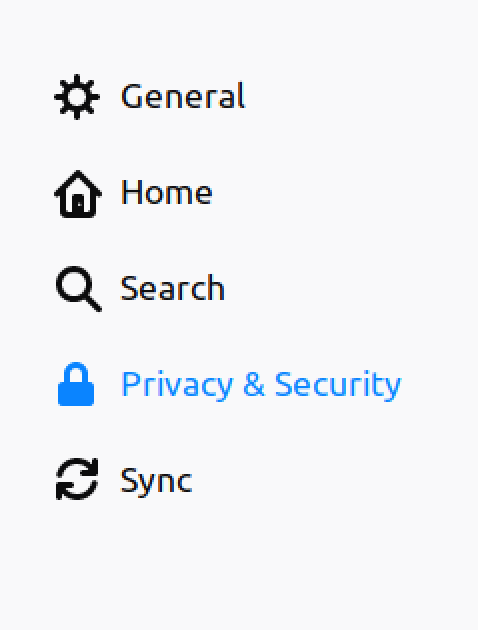 General
Home
Search
Privacy & Security
Sync